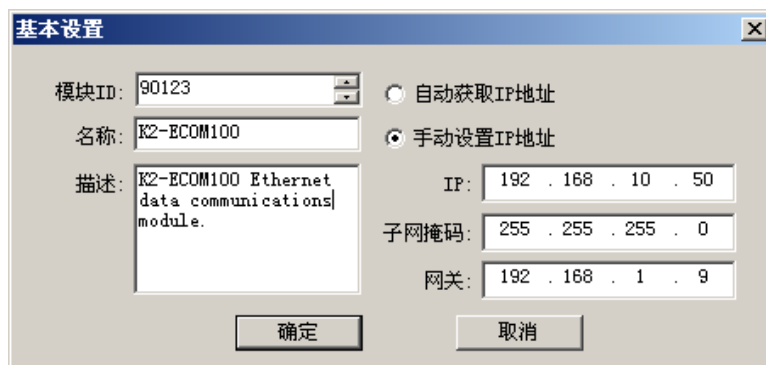 基本设置
模块ID: 90123
名称: K2-ECOM100
描述: K2-ECOM100 Ethernet
data communications
module.
自动获取IP地址
手动设置IP地址
IP: 192 . 168 . 10 . 50
子网掩码: 255 . 255 . 255 . 0
网关: 192 . 168 . 1 . 9
确定
取消